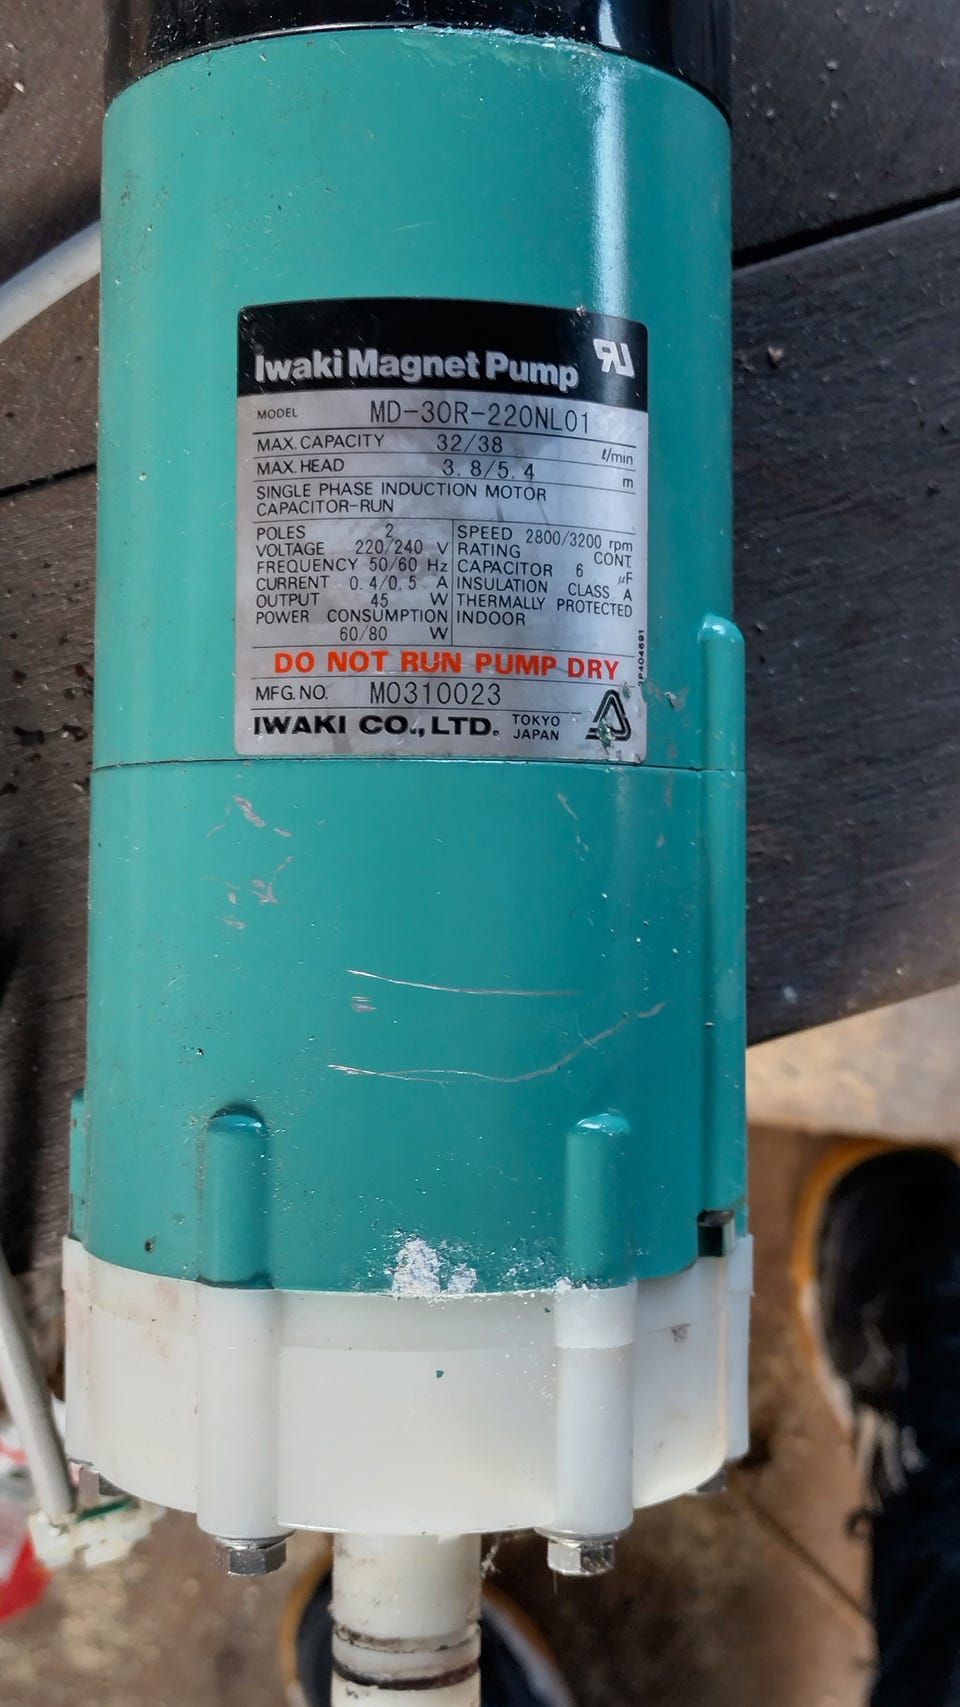 Iwaki Magnet Pump
MODEL MD-30R-220NL01
MAX. CAPACITY 32/38 ℓ/min
MAX. HEAD 3.8/5.4 m
SINGLE PHASE INDUCTION MOTOR
CAPACITOR-RUN
POLES 2
VOLTAGE 220/240 V
FREQUENCY 50/60 Hz
CURRENT 0.4/0.5 A
OUTPUT 45 W
POWER CONSUMPTION
60/80 W
SPEED 2800/3200 rpm
RATING CONT.
CAPACITOR 6 μF
INSULATION CLASS A
THERMALLY PROTECTED
INDOOR
DO NOT RUN PUMP DRY
MFG. NO. M0310023
IWAKI CO., LTD. TOKYO
JAPAN